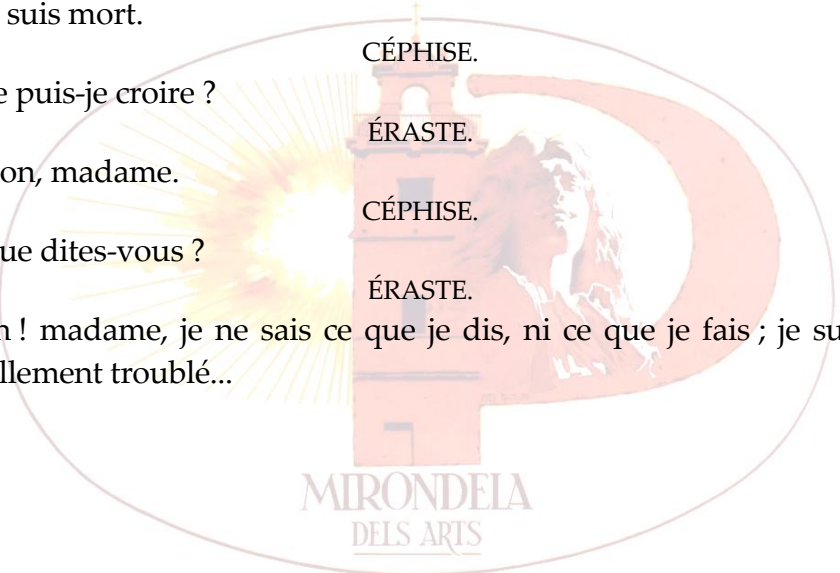 suis mort.
CÉPHISE.
e puis-je croire ?
ÉRASTE.
on, madame.
CÉPHISE.
ue dites-vous ?
ÉRASTE.
h ! madame, je ne sais ce que je dis, ni ce que je fais ; je su
llement troublé...
MIRONDELA
DELS ARTS